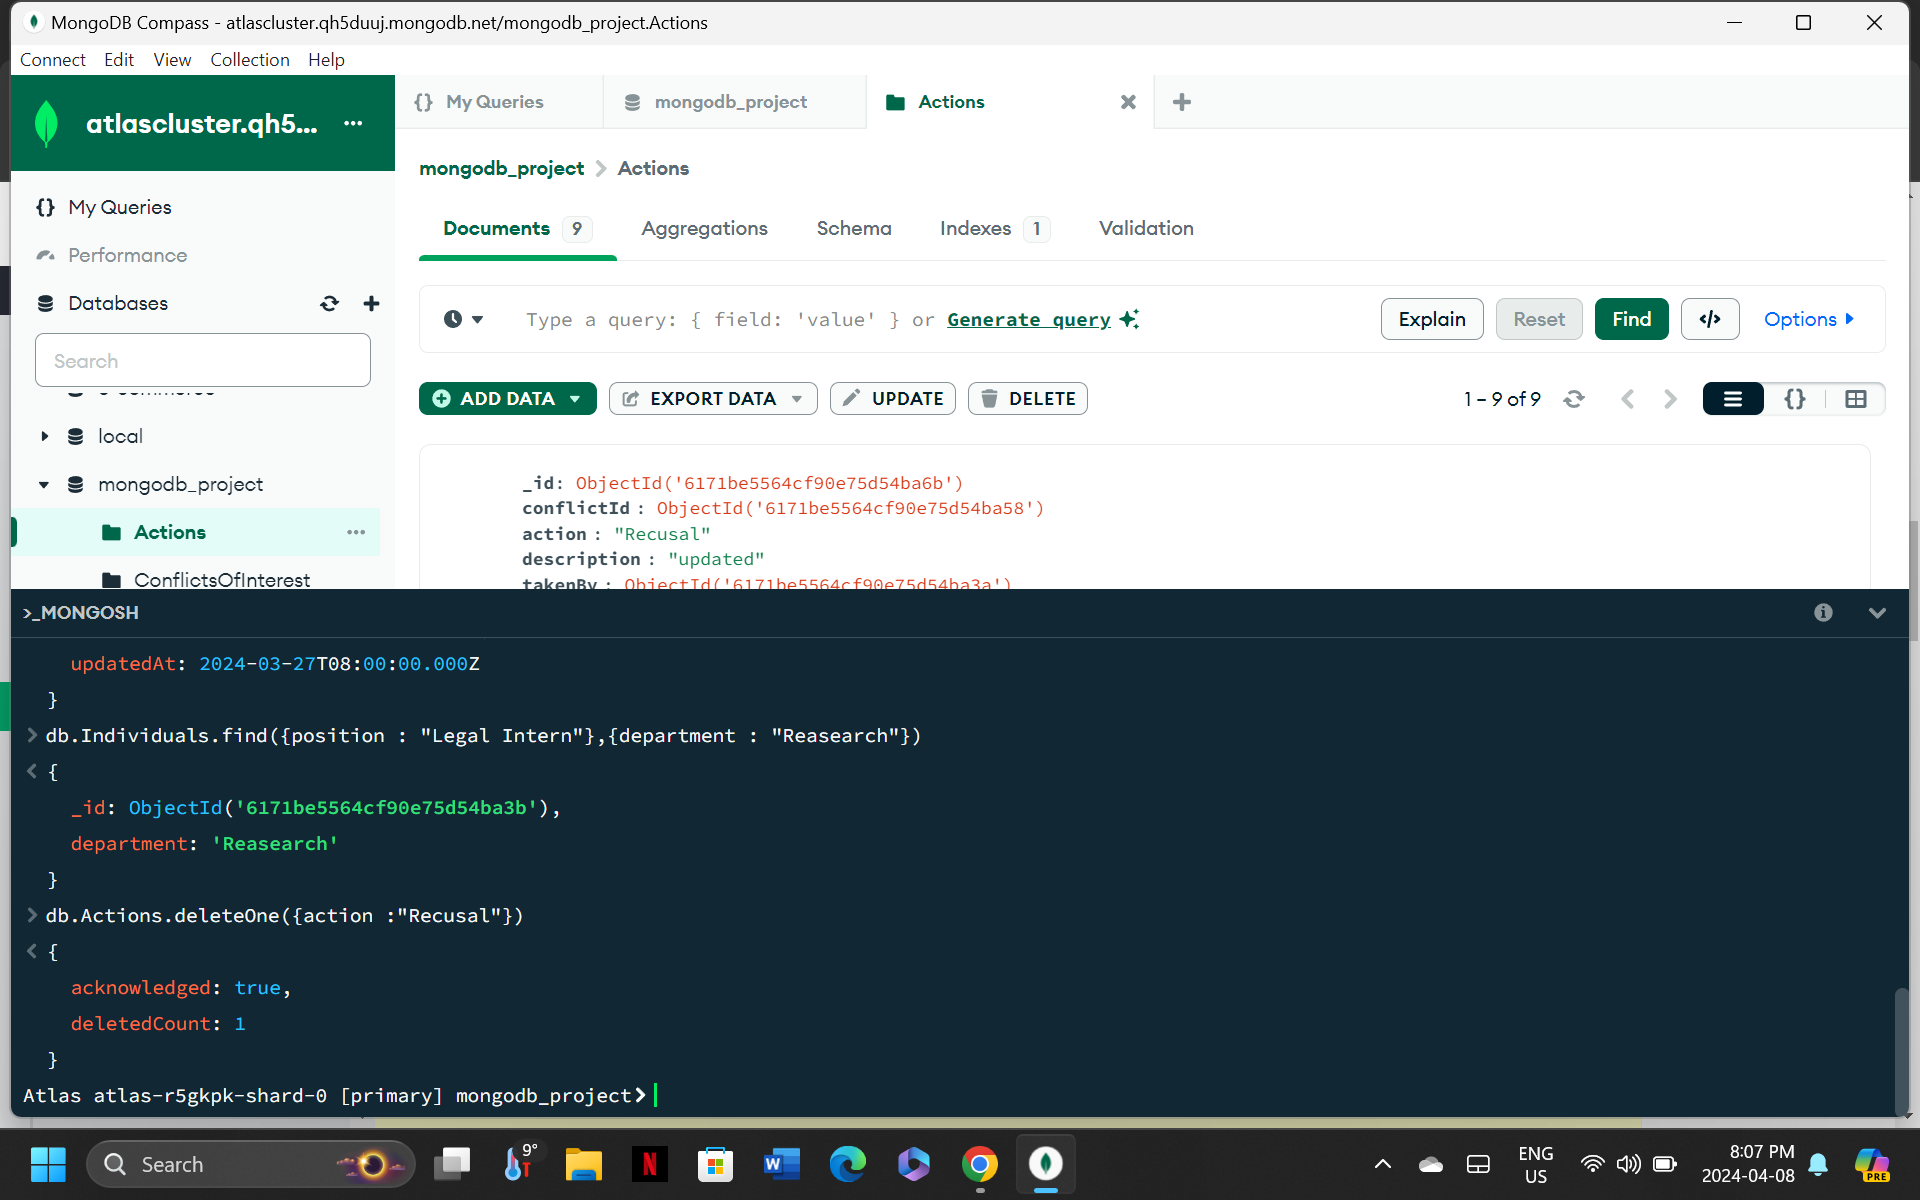 MongoDB Compass - atlascluster.qh5duuj.mongodb.net/mongodb_project.Actions
Connect Edit View Collection Help
atlascluster.qh5... ...
{} My Queries
mongodb_project
Actions
mongodb_project > Actions
My Queries
Performance
Databases
Search
local
mongodb_project
Actions ...
ConflictsOfInterest
Documents 9 Aggregations Schema Indexes 1 Validation
Type a query: { field: 'value' } or Generate query
Explain Reset Find </> Options
ADD DATA EXPORT DATA UPDATE DELETE
1 – 9 of 9
{}
_id: ObjectId('6171be5564cf90e75d54ba6b')
conflictId : ObjectId('6171be5564cf90e75d54ba58')
action : "Recusal"
description : "updated"
takenBy : ObjectId('6171be5564cf90e75d54ba3a')
>_MONGOSH
updatedAt: 2024-03-27T08:00:00.000Z
}
> db.Individuals.find({position : "Legal Intern"},{department : "Reasearch"})
< {
_id: ObjectId('6171be5564cf90e75d54ba3b'),
department: 'Reasearch'
}
> db.Actions.deleteOne({action :"Recusal"})
< {
acknowledged: true,
deletedCount: 1
}
Atlas atlas-r5gkpk-shard-0 [primary] mongodb_project>
Search
9°
N
W
ENG
US
8:07 PM
2024-04-08
PRE